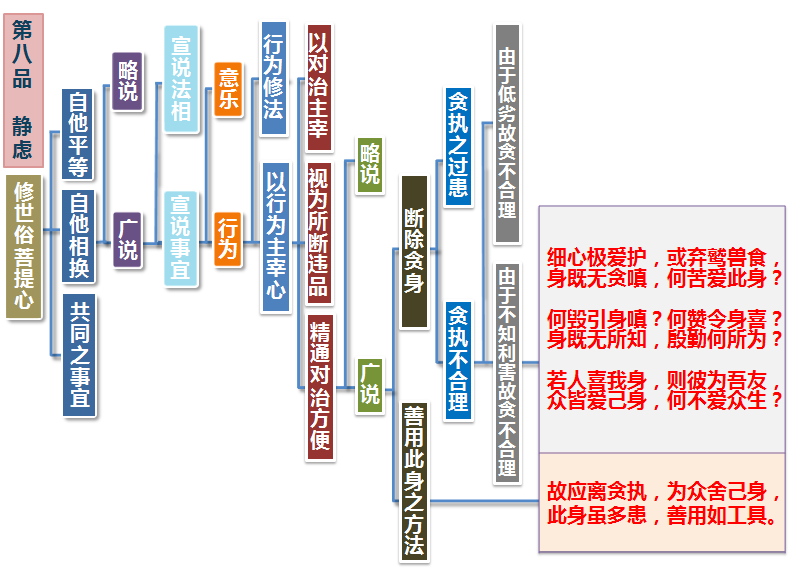 第八品 静虑
修世俗菩提心
自他平等
自他相换
共同之事宜
略说
广说
宣说法相
宣说事宜
意乐
行为
行为修法
以行为主宰心
以对治主宰
视为所断违品
精通对治方便
略说
广说
断除贪身
善用此身之方法
贪执之过患
贪执不合理
由于低劣故贪不合理
由于不知利害故贪不合理
细心极爱护，或弃鹫兽食，
身既无贪嗔，何苦爱此身？
何毁引身嗔？何赞令身喜？
身既无所知，殷勤何所为？
若人喜我身，则彼为吾友，
众皆爱己身，何不爱众生？
故应离贪执，为众舍己身，
此身虽多患，善用如工具。